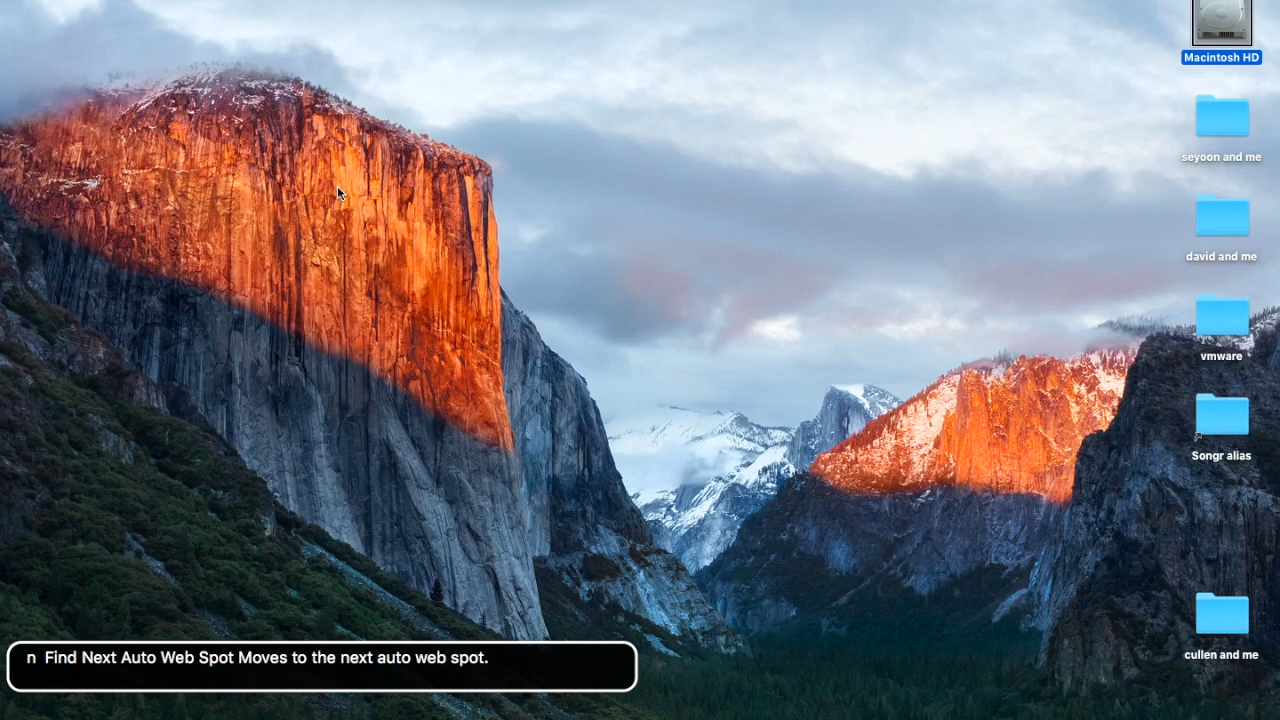 Macintosh HD
seyoon and me
david and me
vmware
Songr alias
cullen and me
n  Find Next Auto Web Spot Moves to the next auto web spot.